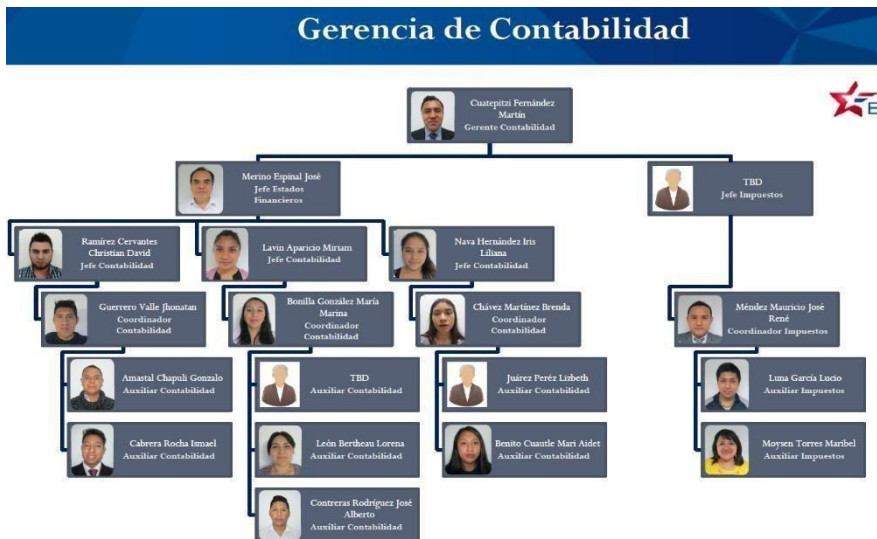 Gerencia de Contabilidad
E
Cuatepitzi Fernández
Martín
Gerente Contabilidad
Merino Espinal José
Jefe Estados
Financieros
TBD
Jefe Impuestos
Ramírez Cervantes
Christian David
Jefe Contabilidad
Lavin Aparicio Miriam
Jefe Contabilidad
Nava Hernández Iris
Liliana
Jefe Contabilidad
Guerrero Valle Jhonatan
Coordinador
Contabilidad
Bonilla González María
Marina
Coordinador
Contabilidad
Chávez Martínez Brenda
Coordinador
Contabilidad
Méndez Mauricio José
René
Coordinador Impuestos
Amastal Chapuli Gonzalo
Auxiliar Contabilidad
TBD
Auxiliar Contabilidad
Juárez Peréz Lizbeth
Auxiliar Contabilidad
Luna García Lucio
Auxiliar Impuestos
Cabrera Rocha Ismael
Auxiliar Contabilidad
León Bertheau Lorena
Auxiliar Contabilidad
Benito Cuautle Mari Aidet
Auxiliar Contabilidad
Moysen Torres Maribel
Auxiliar Impuestos
Contreras Rodríguez José
Alberto
Auxiliar Contabilidad